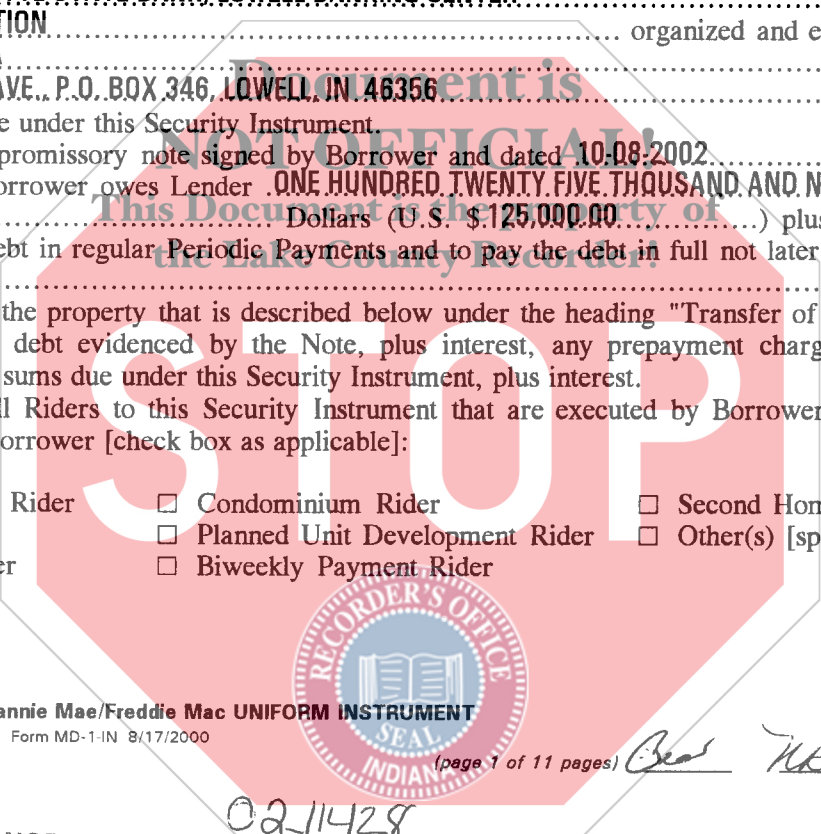 TION organized and e
AVE., P.O. BOX 346, LOWELL, IN 46356
Document is
e under this Security Instrument.
NOT OFFICIAL!
promissory note signed by Borrower and dated 10-08-2002
orrower owes Lender ONE HUNDRED TWENTY FIVE THOUSAND AND N
This Document is the property of
Dollars (U.S. $ 125,000.00 ) plus
ebt in regular Periodic Payments and to pay the debt in full not later
the Lake County Recorder!
the property that is described below under the heading "Transfer of
debt evidenced by the Note, plus interest, any prepayment charg
sums due under this Security Instrument, plus interest.
ll Riders to this Security Instrument that are executed by Borrower
orrower [check box as applicable]:
STOP
Rider □ Condominium Rider □ Second Hom
□ Planned Unit Development Rider □ Other(s) [sp
er □ Biweekly Payment Rider
RECORDER'S OFFICE
SEAL
INDIANA
annie Mae/Freddie Mac UNIFORM INSTRUMENT
Form MD-1-IN 8/17/2000
(page 1 of 11 pages)
02-11428